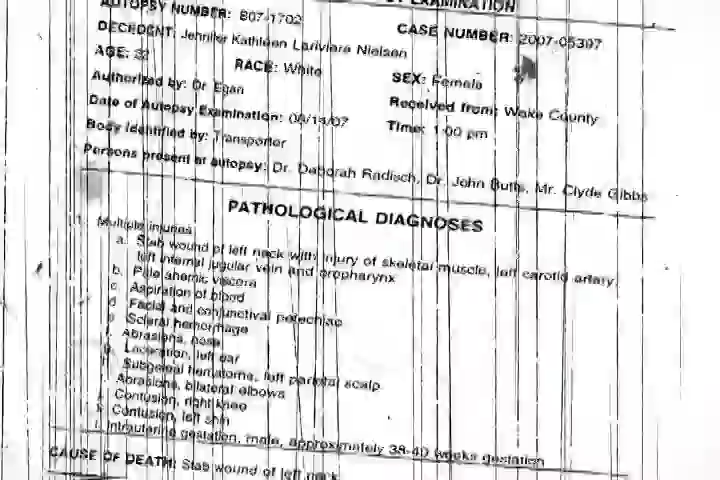 EXAMINATION
AUTOPSY NUMBER: B07-1702
CASE NUMBER: 2007-05397
DECEDENT: Jennifer Kathleen Lariviere Nielsen
AGE: 22
RACE: White
SEX: Female
Authorized by: Dr. Egan
Received from: Wake County
Date of Autopsy Examination: 06/14/07
Time: 1:00 pm
Body Identified by: Transporter
Persons present at autopsy: Dr. Deborah Radisch, Dr. John Butts, Mr. Clyde Gibbs
PATHOLOGICAL DIAGNOSES
1. Multiple injuries
a. Stab wound of left neck with injury of skeletal muscle, left carotid artery,
left internal jugular vein and oropharynx
b. Pale anemic viscera
c. Aspiration of blood
d. Facial and conjunctival petechiae
e. Scleral hemorrhage
f. Abrasions, nose
g. Laceration, left ear
Subgaleal hematoma, left parietal scalp
Abrasions, bilateral elbows
j. Contusion, right knee
k. Contusion, left shin
l. Intrauterine gestation, male, approximately 38-40 weeks gestation
CAUSE OF DEATH: Stab wound of left neck